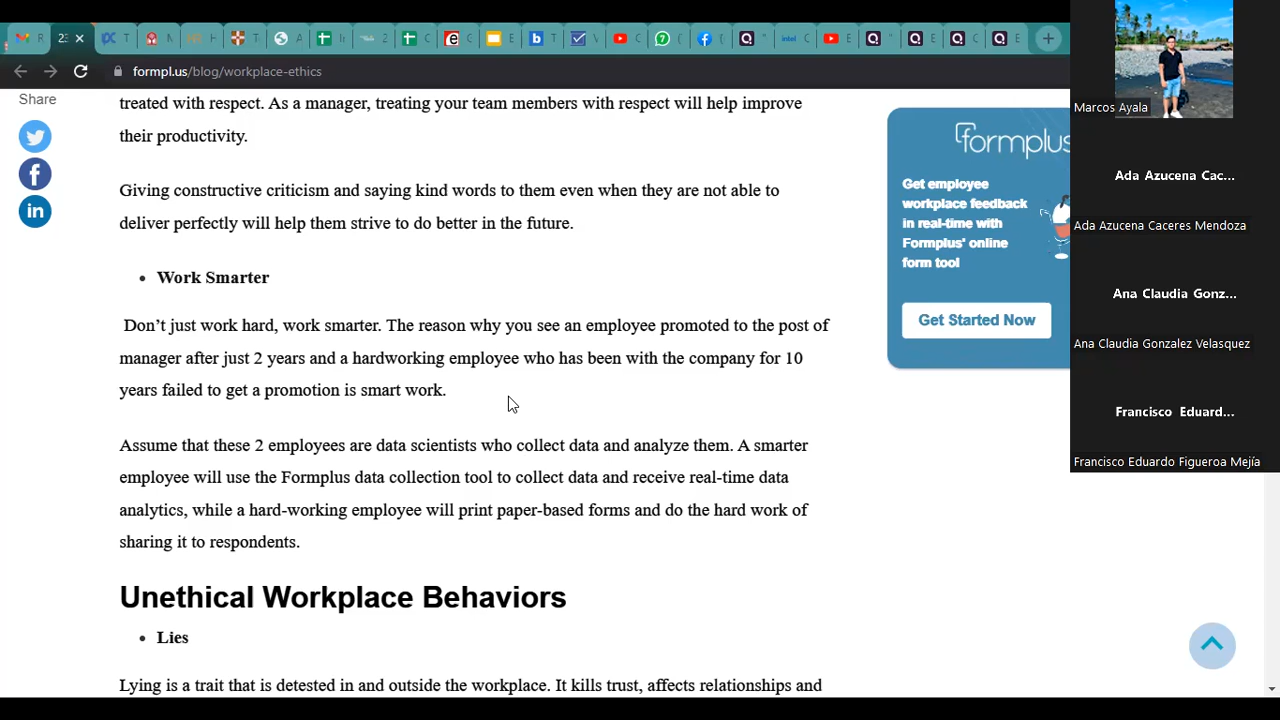 formpl.us/blog/workplace-ethics
Share
treated with respect. As a manager, treating your team members with respect will help improve
their productivity.
Giving constructive criticism and saying kind words to them even when they are not able to
deliver perfectly will help them strive to do better in the future.
• Work Smarter
Don’t just work hard, work smarter. The reason why you see an employee promoted to the post of
manager after just 2 years and a hardworking employee who has been with the company for 10
years failed to get a promotion is smart work.
Assume that these 2 employees are data scientists who collect data and analyze them. A smarter
employee will use the Formplus data collection tool to collect data and receive real-time data
analytics, while a hard-working employee will print paper-based forms and do the hard work of
sharing it to respondents.
Unethical Workplace Behaviors
• Lies
Lying is a trait that is detested in and outside the workplace. It kills trust, affects relationships and
formplus
Get employee
workplace feedback
in real-time with
Formplus' online
form tool
Get Started Now
Marcos Ayala
Ada Azucena Cac...
Ada Azucena Caceres Mendoza
Ana Claudia Gonz...
Ana Claudia Gonzalez Velasquez
Francisco Eduard...
Francisco Eduardo Figueroa Mejía